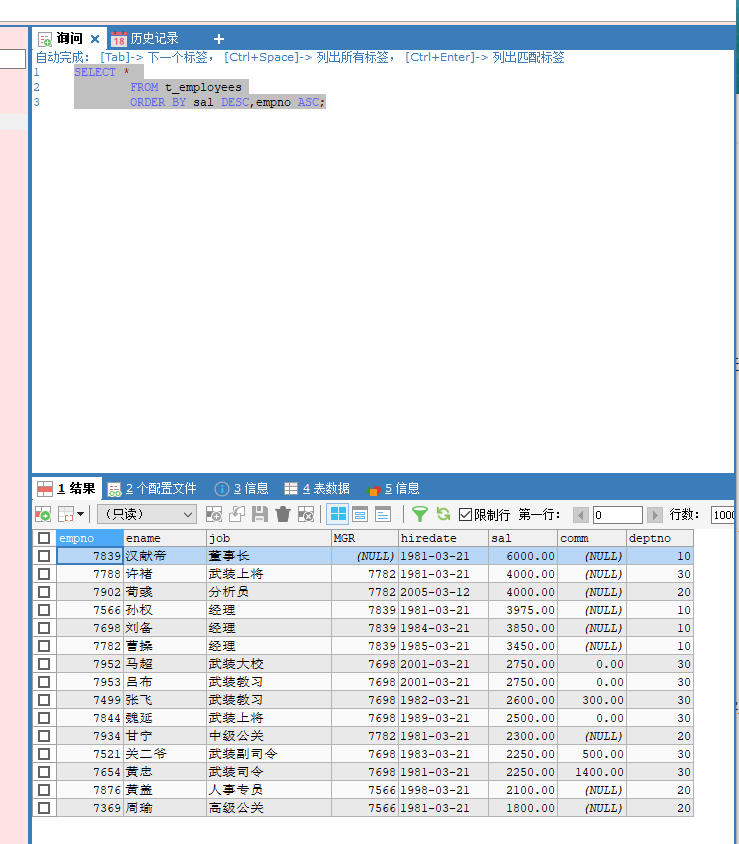 询问 历史记录 +
自动完成： [Tab]-> 下一个标签， [Ctrl+Space]-> 列出所有标签， [Ctrl+Enter]-> 列出匹配标签
1 SELECT *
2 FROM t_employees
3 ORDER BY sal DESC,empno ASC;
1 结果 2 个配置文件 3 信息 4 表数据 5 信息
（只读） 限制行 第一行： 0 行数： 1000
empno ename job MGR hiredate sal comm deptno
7839 汉献帝 董事长 (NULL) 1981-03-21 6000.00 (NULL) 10
7788 许褚 武装上将 7782 1981-03-21 4000.00 (NULL) 30
7902 荀彧 分析员 7782 2005-03-12 4000.00 (NULL) 20
7566 孙权 经理 7839 1981-03-21 3975.00 (NULL) 10
7698 刘备 经理 7839 1984-03-21 3850.00 (NULL) 10
7782 曹操 经理 7839 1985-03-21 3450.00 (NULL) 10
7952 马超 武装大校 7698 2001-03-21 2750.00 0.00 30
7953 吕布 武装教习 7698 2001-03-21 2750.00 (NULL) 30
7499 张飞 武装教习 7698 1982-03-21 2600.00 300.00 30
7844 魏延 武装上将 7698 1989-03-21 2500.00 0.00 30
7934 甘宁 中级公关 7782 1981-03-21 2300.00 (NULL) 20
7521 关二爷 武装副司令 7698 1983-03-21 2250.00 500.00 30
7654 黄忠 武装司令 7698 1981-03-21 2250.00 1400.00 30
7876 黄盖 人事专员 7566 1998-03-21 2100.00 (NULL) 20
7369 周瑜 高级公关 7566 1981-03-21 1800.00 (NULL) 20